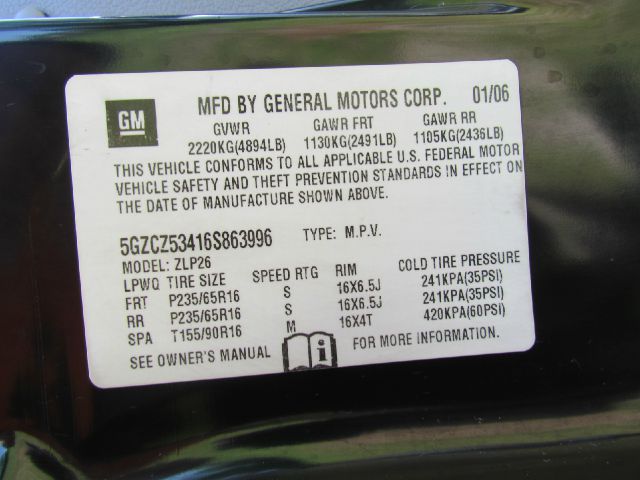 GM
MFD BY GENERAL MOTORS CORP. 01/06
GVWR GAWR FRT GAWR RR
2220KG(4894LB) 1130KG(2491LB) 1105KG(2436LB)
THIS VEHICLE CONFORMS TO ALL APPLICABLE U.S. FEDERAL MOTOR
VEHICLE SAFETY AND THEFT PREVENTION STANDARDS IN EFFECT ON
THE DATE OF MANUFACTURE SHOWN ABOVE.
5GZCZ53416S863996 TYPE: M.P.V.
MODEL: ZLP26
LPWQ TIRE SIZE SPEED RTG RIM COLD TIRE PRESSURE
FRT P235/65R16 S 16X6.5J 241KPA(35PSI)
RR P235/65R16 S 16X6.5J 241KPA(35PSI)
SPA T155/90R16 M 16X4T 420KPA(60PSI)
SEE OWNER'S MANUAL i FOR MORE INFORMATION.